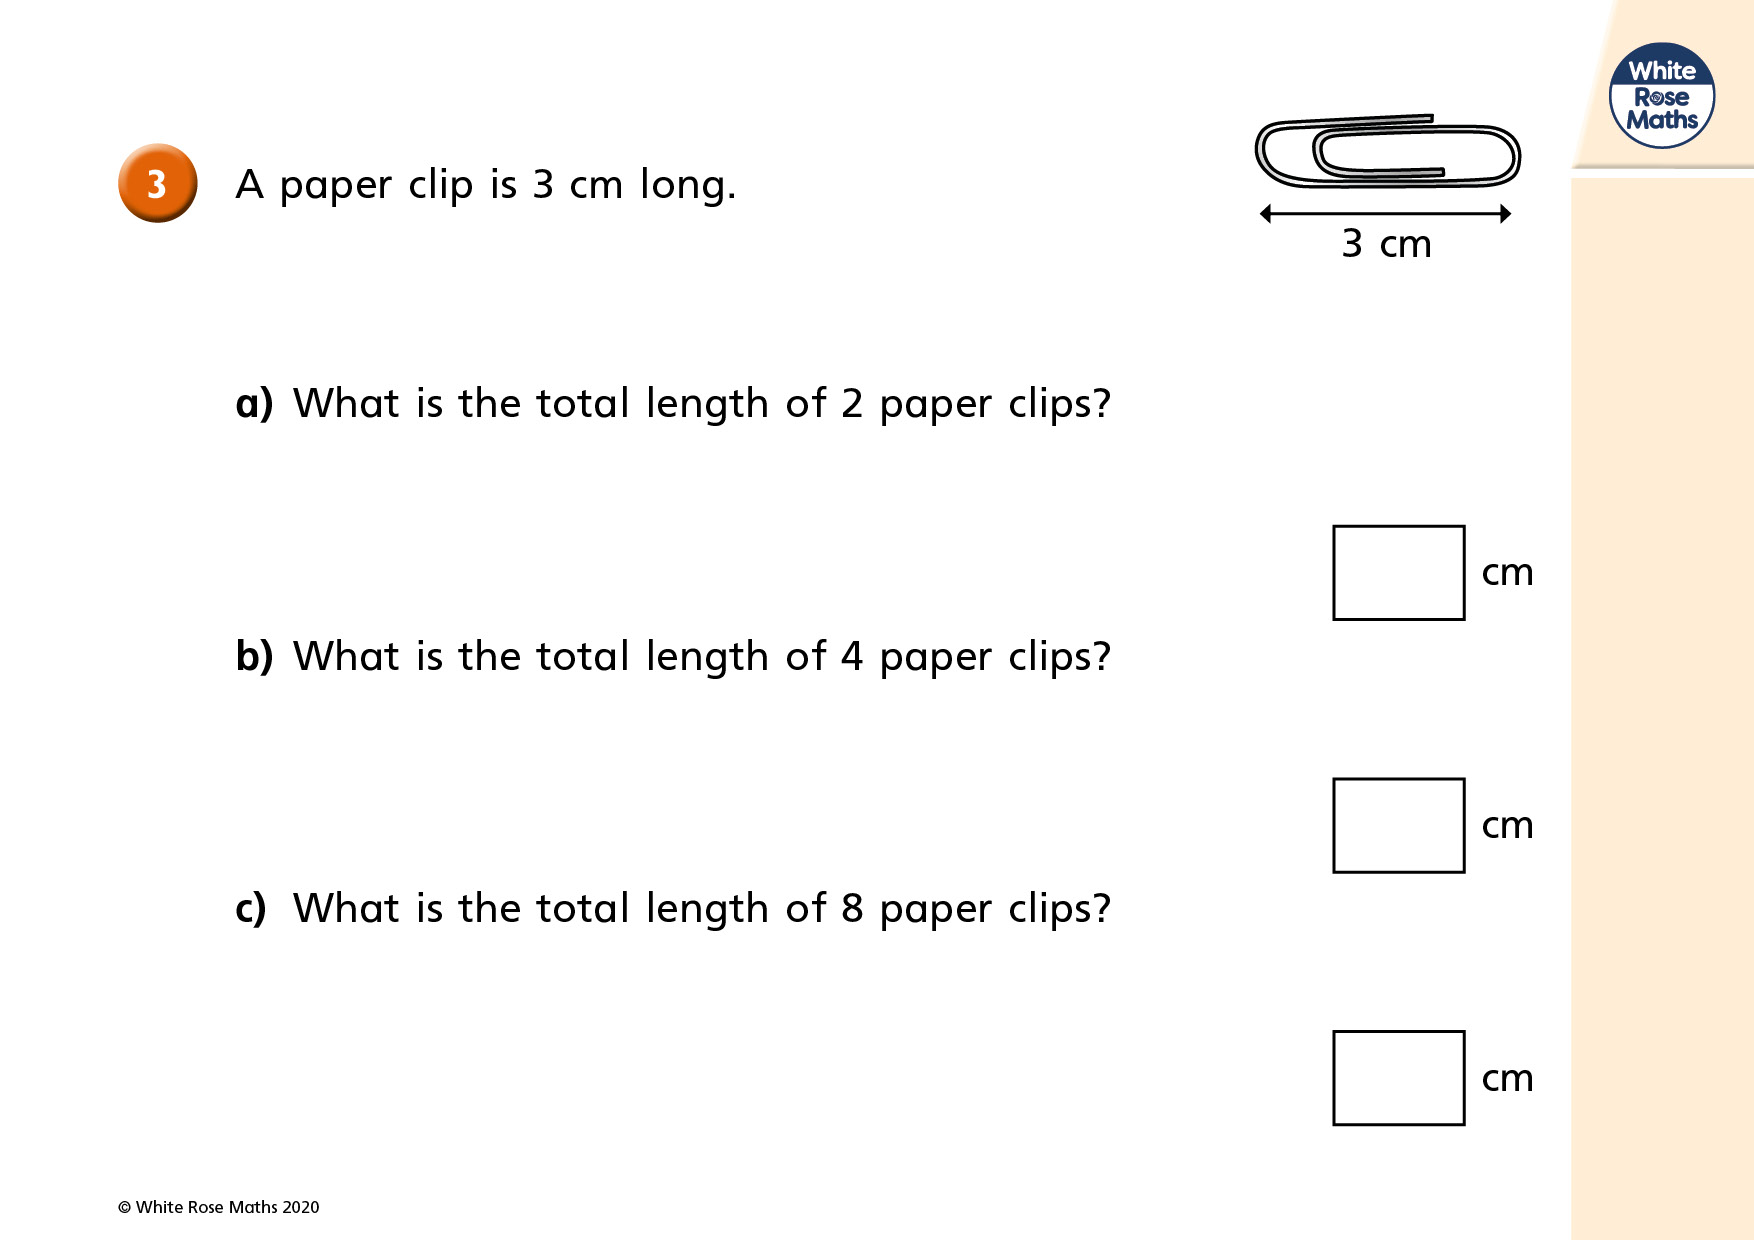 White
Rose
Maths
3 A paper clip is 3 cm long.
3 cm
a) What is the total length of 2 paper clips?
cm
b) What is the total length of 4 paper clips?
cm
c) What is the total length of 8 paper clips?
cm
© White Rose Maths 2020